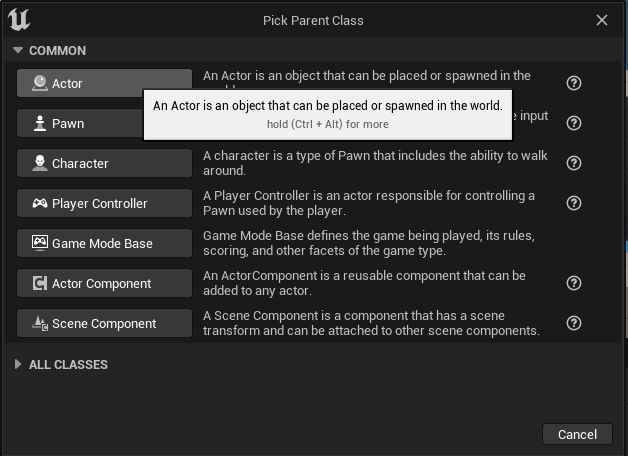 Pick Parent Class
COMMON
Actor
An Actor is an object that can be placed or spawned in the
An Actor is an object that can be placed or spawned in the world.
hold (Ctrl + Alt) for more
Pawn
input
Character
A character is a type of Pawn that includes the ability to walk
around.
Player Controller
A Player Controller is an actor responsible for controlling a
Pawn used by the player.
Game Mode Base
Game Mode Base defines the game being played, its rules,
scoring, and other facets of the game type.
Actor Component
An ActorComponent is a reusable component that can be
added to any actor.
Scene Component
A Scene Component is a component that has a scene
transform and can be attached to other scene components.
ALL CLASSES
Cancel